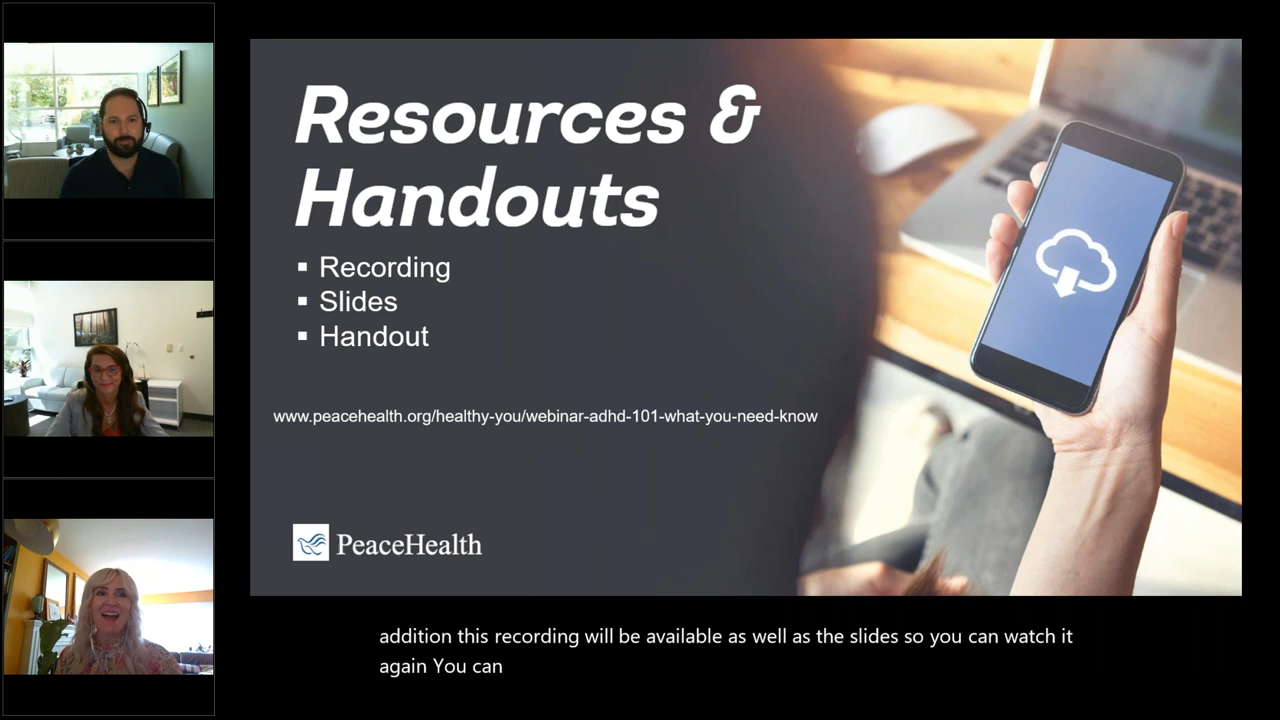 Resources &
Handouts
▪ Recording
▪ Slides
▪ Handout
www.peacehealth.org/healthy-you/webinar-adhd-101-what-you-need-know
PeaceHealth
addition this recording will be available as well as the slides so you can watch it
again You can